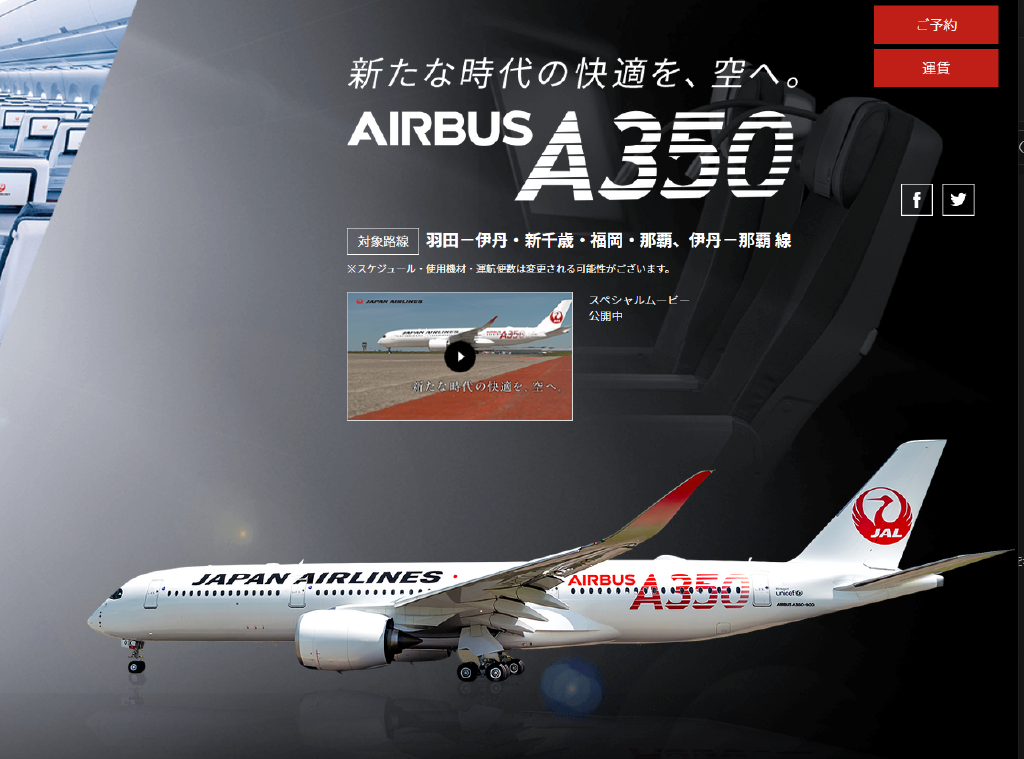 ご予約
運賃
新たな時代の快適を、空へ。
AIRBUS A350
対象路線 羽田－伊丹・新千歳・福岡・那覇、伊丹－那覇 線
※スケジュール・使用機材・運航便数は変更される可能性がございます。
JAPAN AIRLINES
JAPAN AIRLINES
A350
新たな時代の快適を、空へ。
スペシャルムービー
公開中
JAL
JAPAN AIRLINES
AIRBUS A350
unicef
AIRBUS A350-900